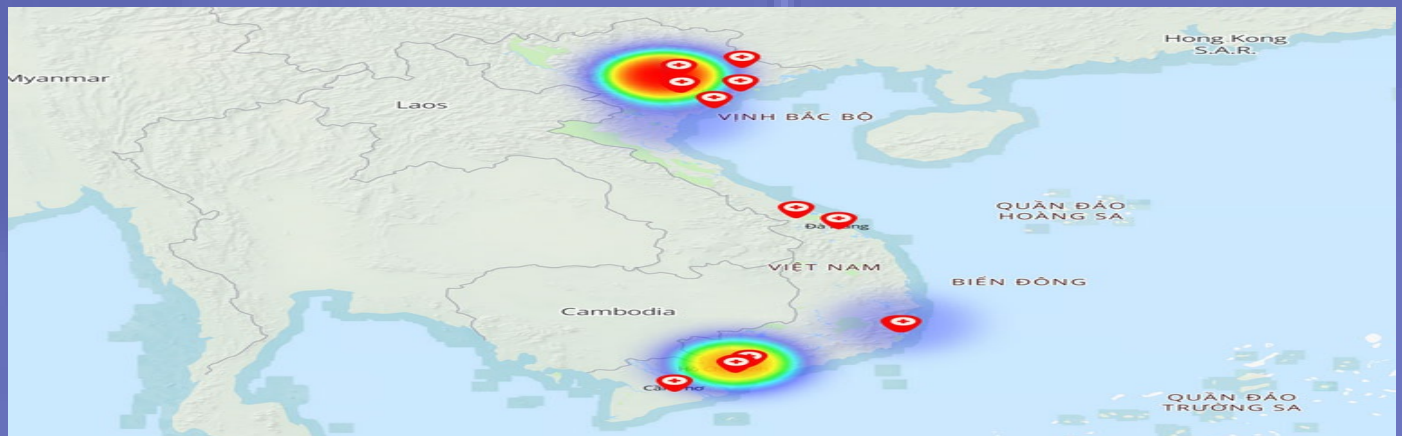 Hong Kong
S.A.R.
Myanmar
Laos
VỊNH BẮC BỘ
QUẦN ĐẢO
HOÀNG SA
VIỆT NAM
BIỂN ĐÔNG
Cambodia
QUẦN ĐẢO
TRƯỜNG SA